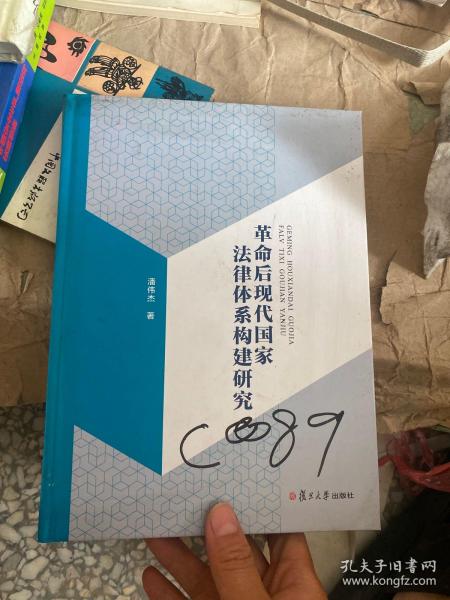 革命后现代国家
法律体系构建研究
GEMING HOUXIANDAI GUOJIA
FALV TIXI GOUJIAN YANJIU
潘伟杰 著
复旦大学出版社
孔夫子旧书网
www.kongfz.com